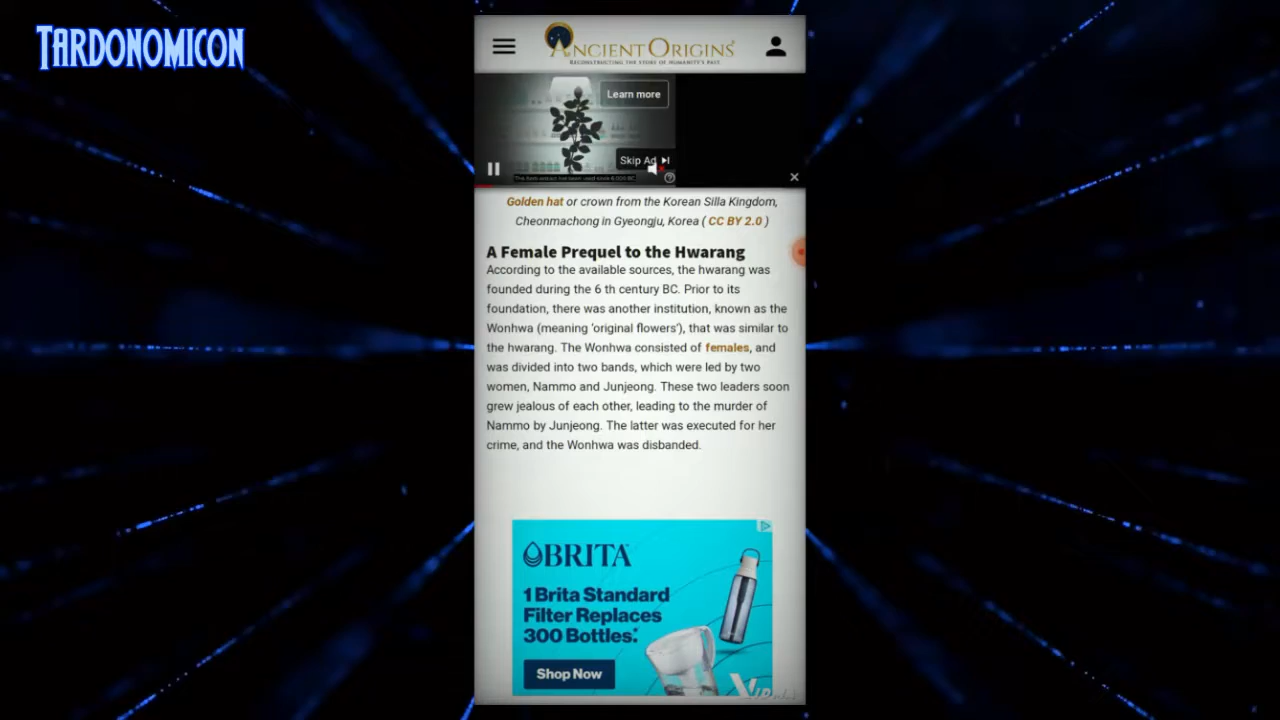 TARDONOMICON
ANCIENT ORIGINS
RECONSTRUCTING THE STORY OF HUMANITY'S PAST
Learn more
Skip Ad
Golden hat or crown from the Korean Silla Kingdom,
Cheonmachong in Gyeongju, Korea ( CC BY 2.0 )
A Female Prequel to the Hwarang
According to the available sources, the hwarang was
founded during the 6 th century BC. Prior to its
foundation, there was another institution, known as the
Wonhwa (meaning ‘original flowers’), that was similar to
the hwarang. The Wonhwa consisted of females, and
was divided into two bands, which were led by two
women, Nammo and Junjeong. These two leaders soon
grew jealous of each other, leading to the murder of
Nammo by Junjeong. The latter was executed for her
crime, and the Wonhwa was disbanded.
BRITA
1 Brita Standard
Filter Replaces
300 Bottles.*
Shop Now